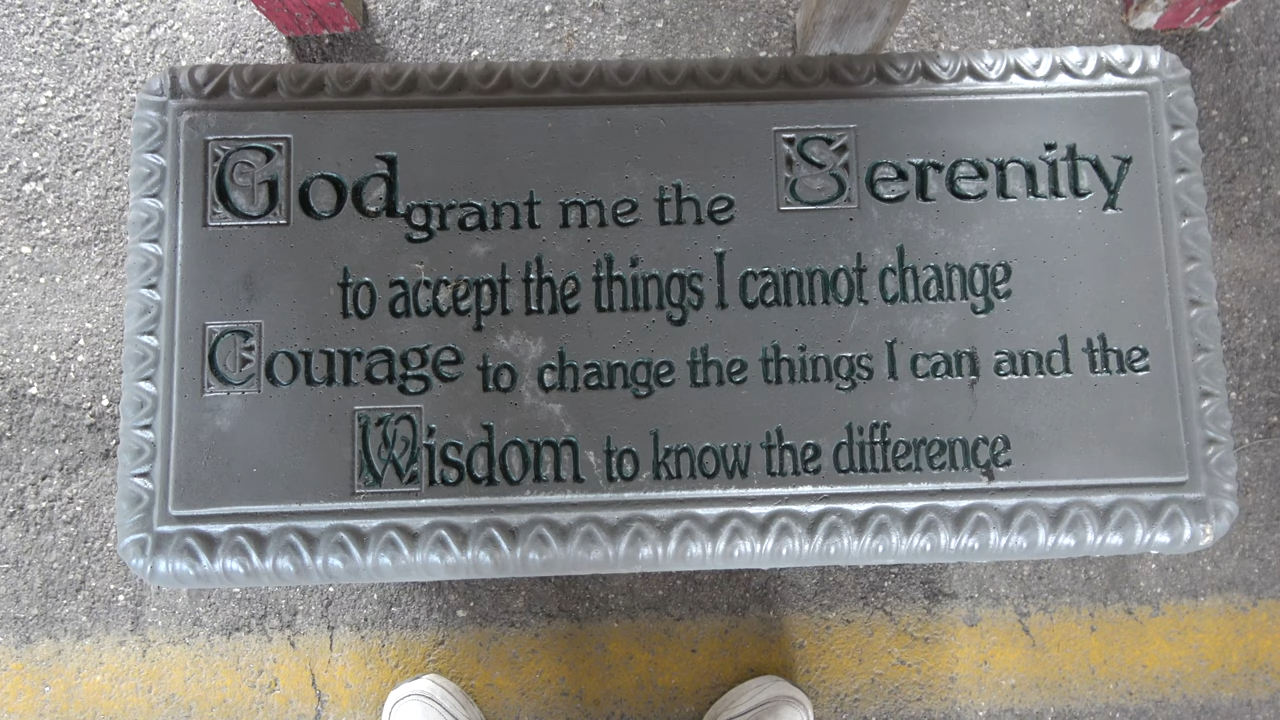 God grant me the Serenity
to accept the things I cannot change
Courage to change the things I can and the
Wisdom to know the difference